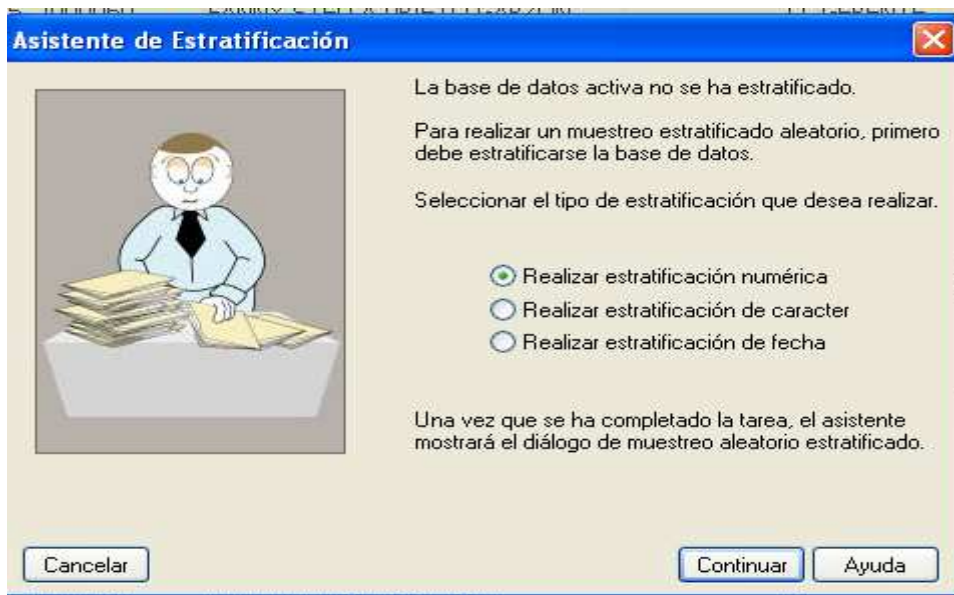 Asistente de Estratificación
La base de datos activa no se ha estratificado.
Para realizar un muestreo estratificado aleatorio, primero
debe estratificarse la base de datos.
Seleccionar el tipo de estratificación que desea realizar.
Realizar estratificación numérica
Realizar estratificación de caracter
Realizar estratificación de fecha
Una vez que se ha completado la tarea, el asistente
mostrará el diálogo de muestreo aleatorio estratificado.
Cancelar
Continuar
Ayuda